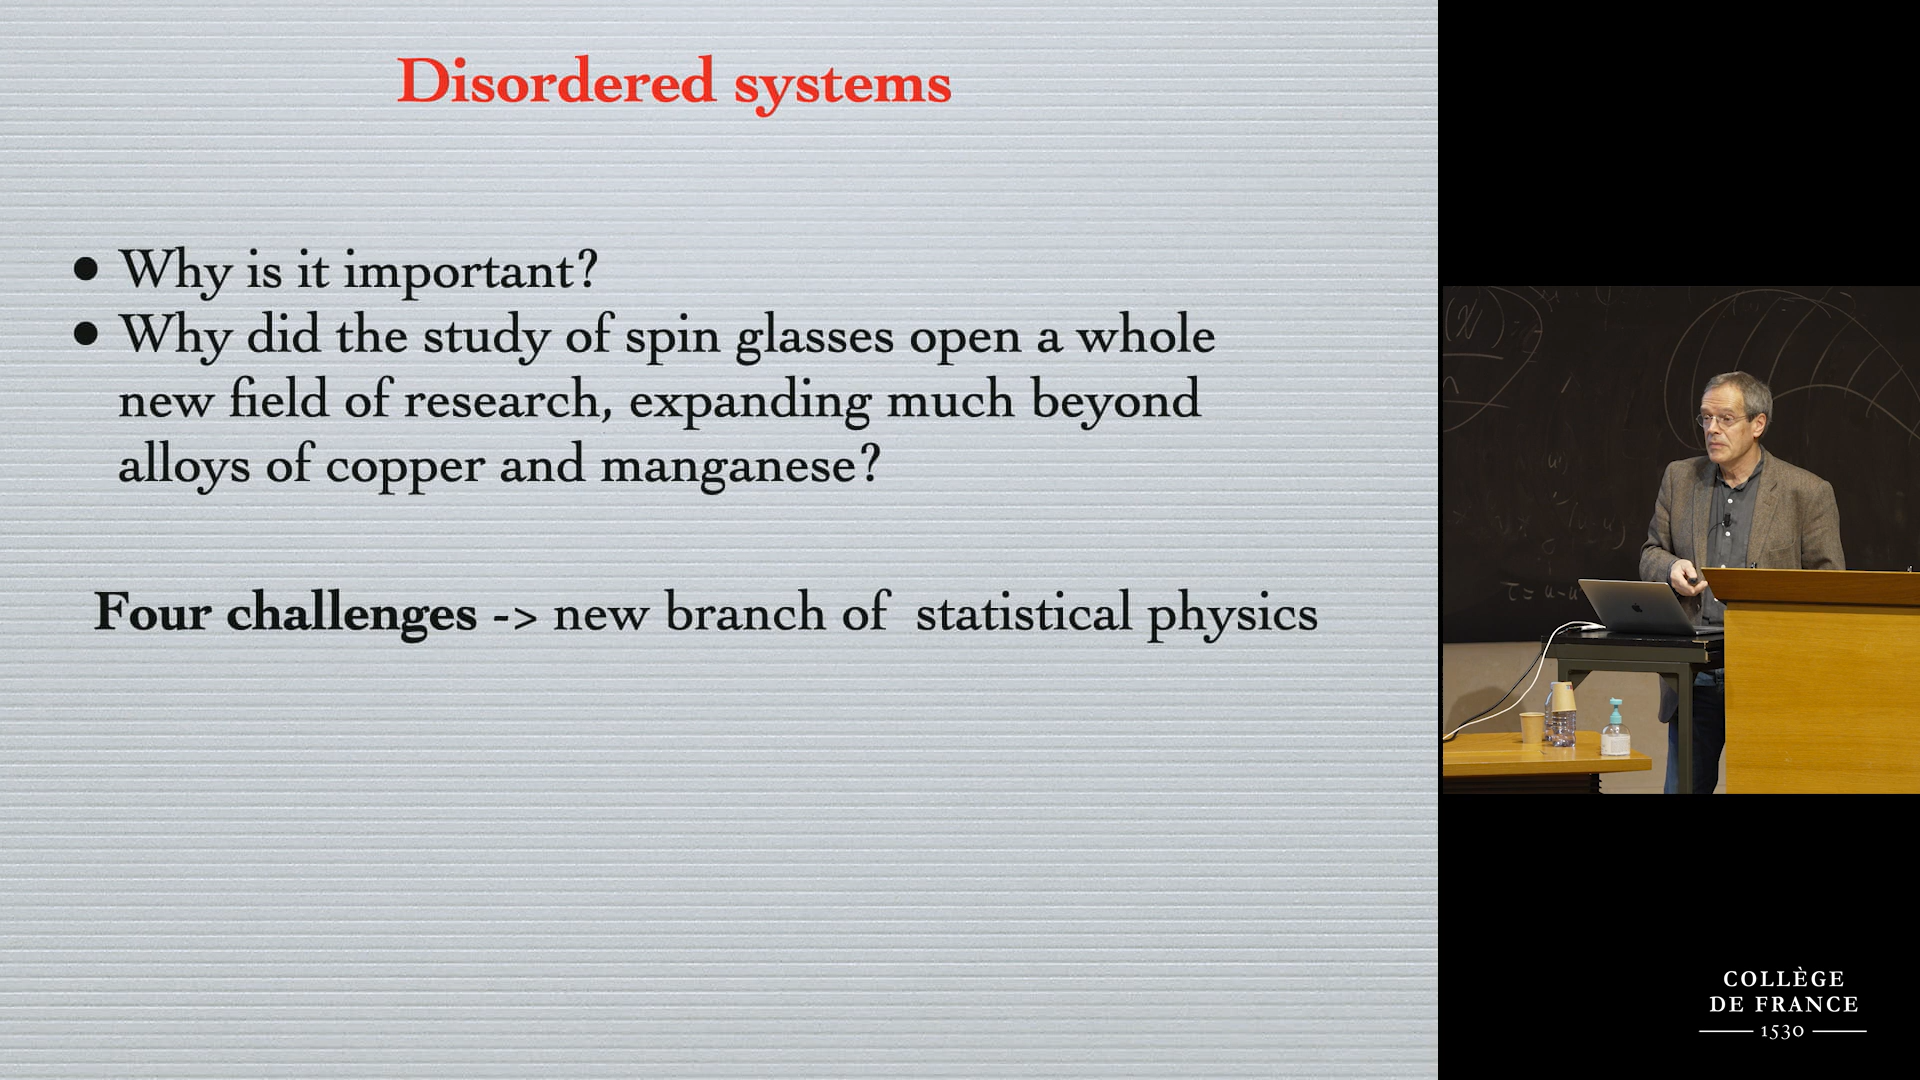 Disordered systems
• Why is it important?
• Why did the study of spin glasses open a whole
new field of research, expanding much beyond
alloys of copper and manganese?
Four challenges -> new branch of statistical physics
COLLÈGE
DE FRANCE
1530